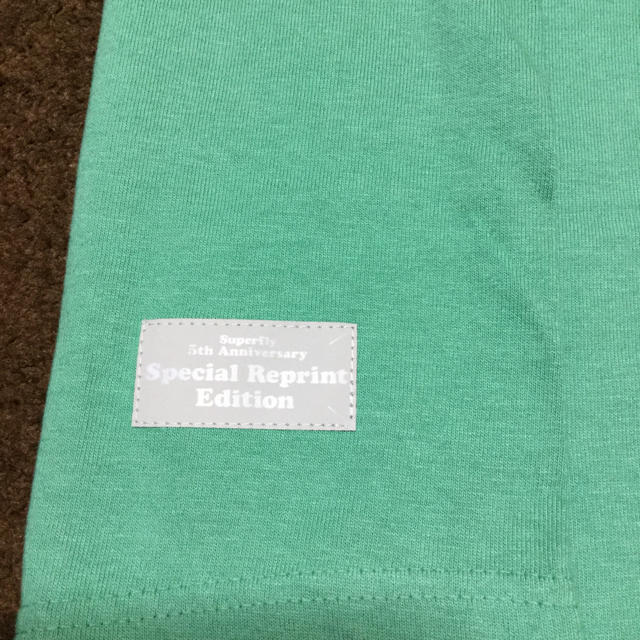 Superfly
5th Anniversary
Special Reprint
Edition